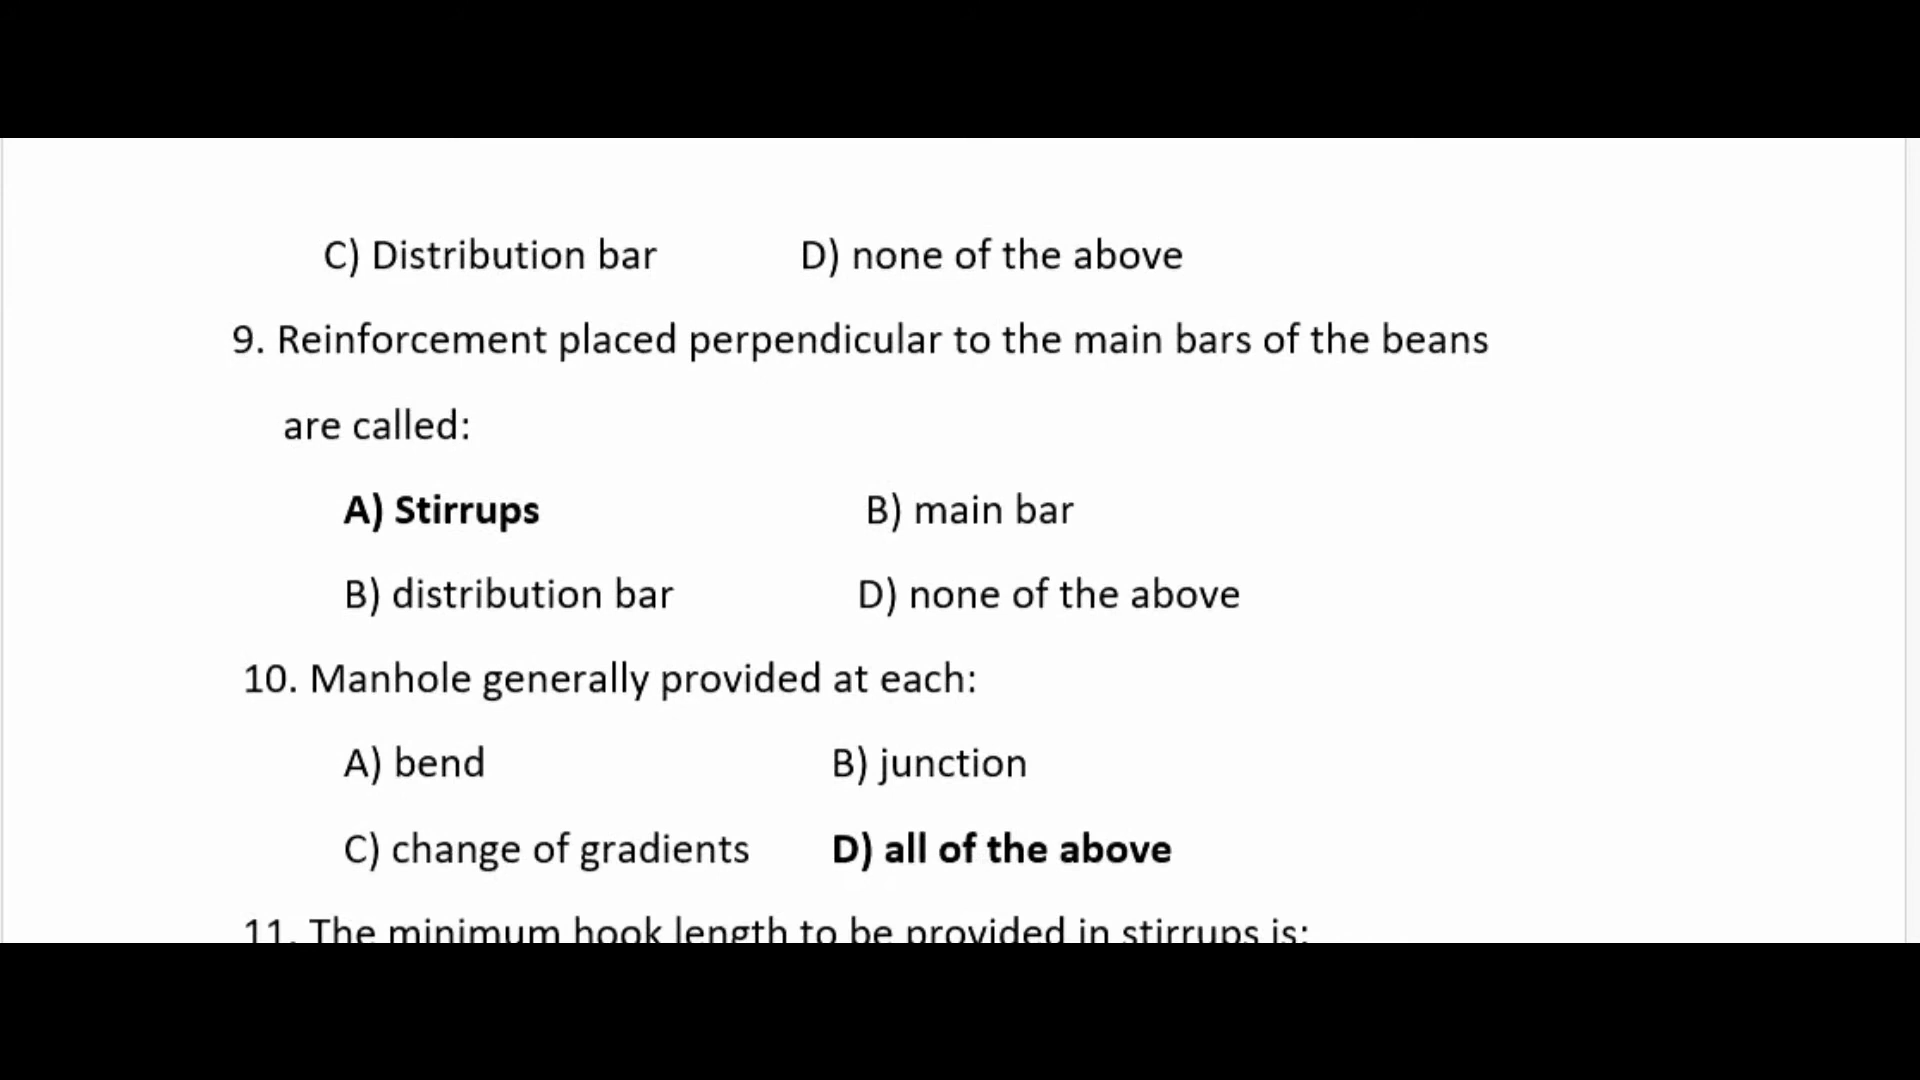 C) Distribution bar D) none of the above
9. Reinforcement placed perpendicular to the main bars of the beans
are called:
A) Stirrups B) main bar
B) distribution bar D) none of the above
10. Manhole generally provided at each:
A) bend B) junction
C) change of gradients D) all of the above
11. The minimum hook length to be provided in stirrups is: